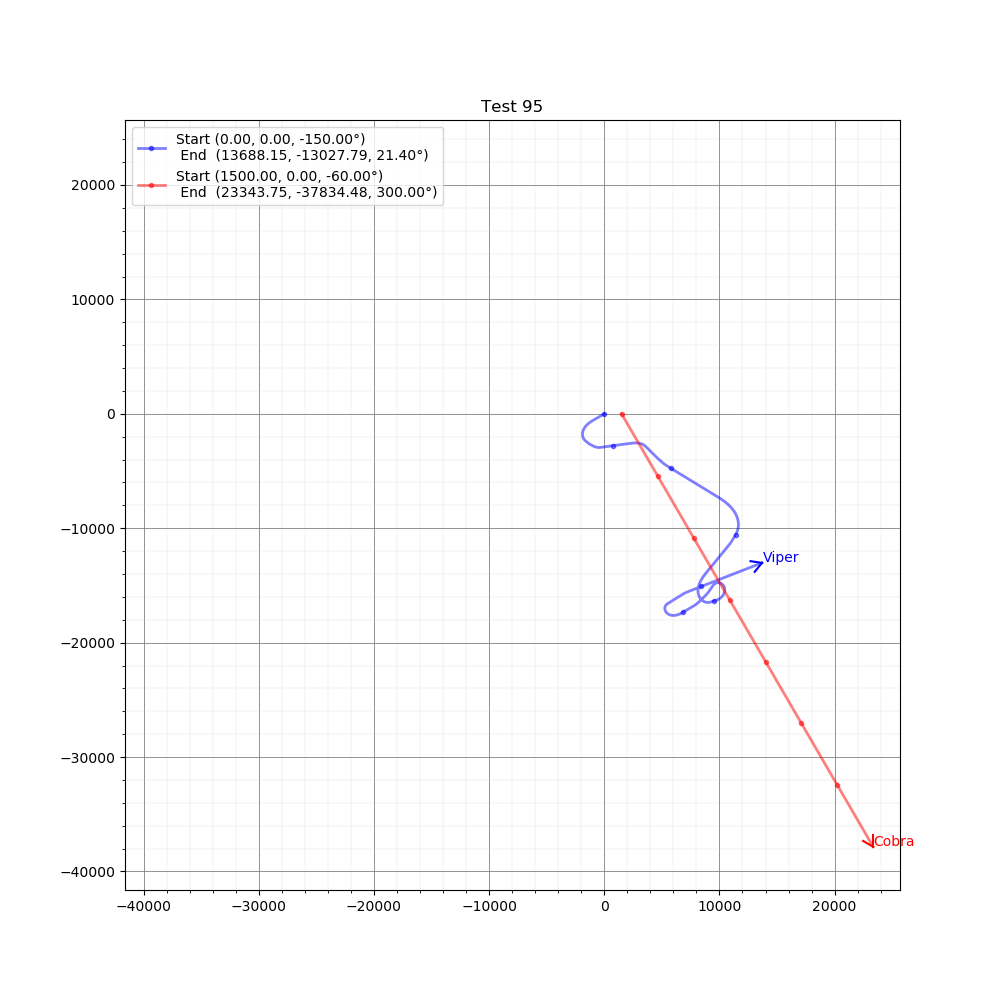 Test 95
Start (0.00, 0.00, -150.00°)
End (13688.15, -13027.79, 21.40°)
Start (1500.00, 0.00, -60.00°)
End (23343.75, -37834.48, 300.00°)
20000
10000
0
−10000
Viper
−20000
−30000
Cobra
−40000
−40000 −30000 −20000 −10000 0 10000 20000